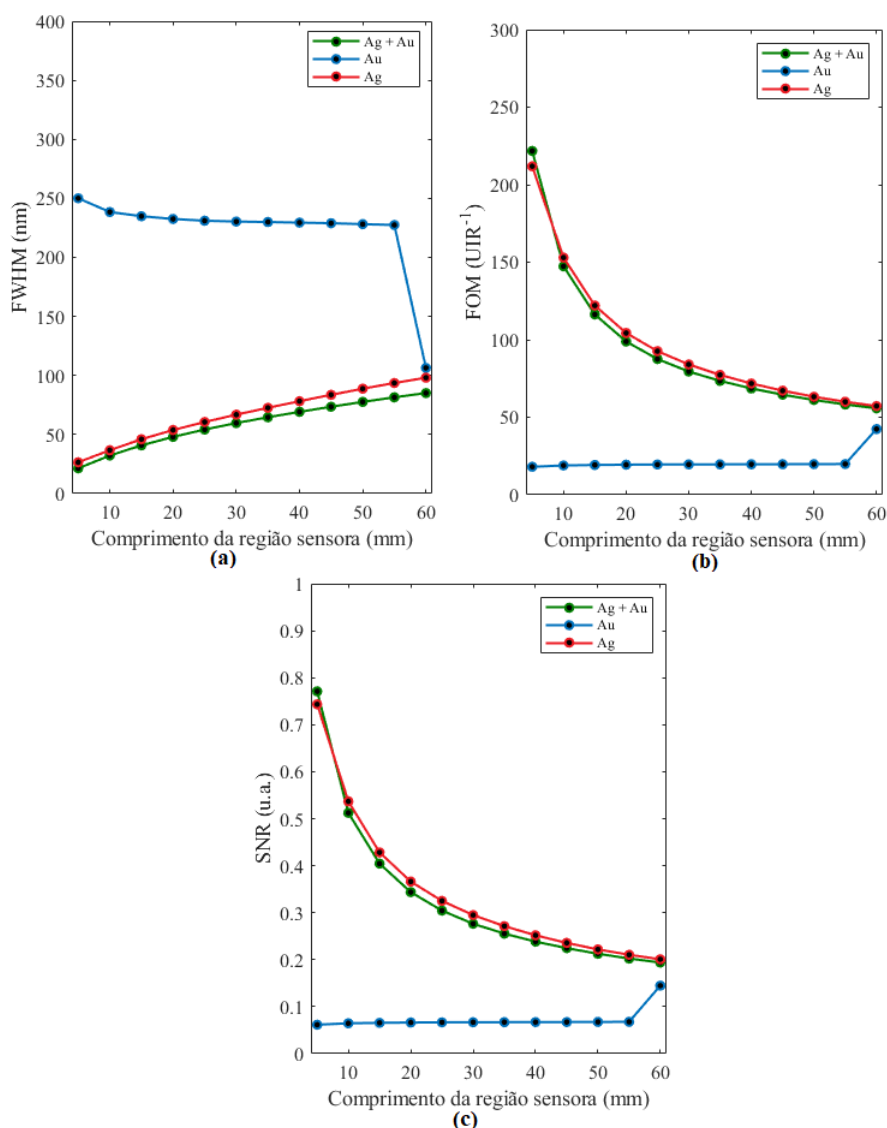 400
350
300
250
200
150
100
50
0
FWHM (nm)
Ag + Au
Au
Ag
10 20 30 40 50 60
Comprimento da região sensora (mm)
(a)
300
250
200
150
100
50
0
FOM (UIR⁻¹)
Ag + Au
Au
Ag
10 20 30 40 50 60
Comprimento da região sensora (mm)
(b)
1
0.9
0.8
0.7
0.6
0.5
0.4
0.3
0.2
0.1
0
SNR (u.a.)
Ag + Au
Au
Ag
10 20 30 40 50 60
Comprimento da região sensora (mm)
(c)